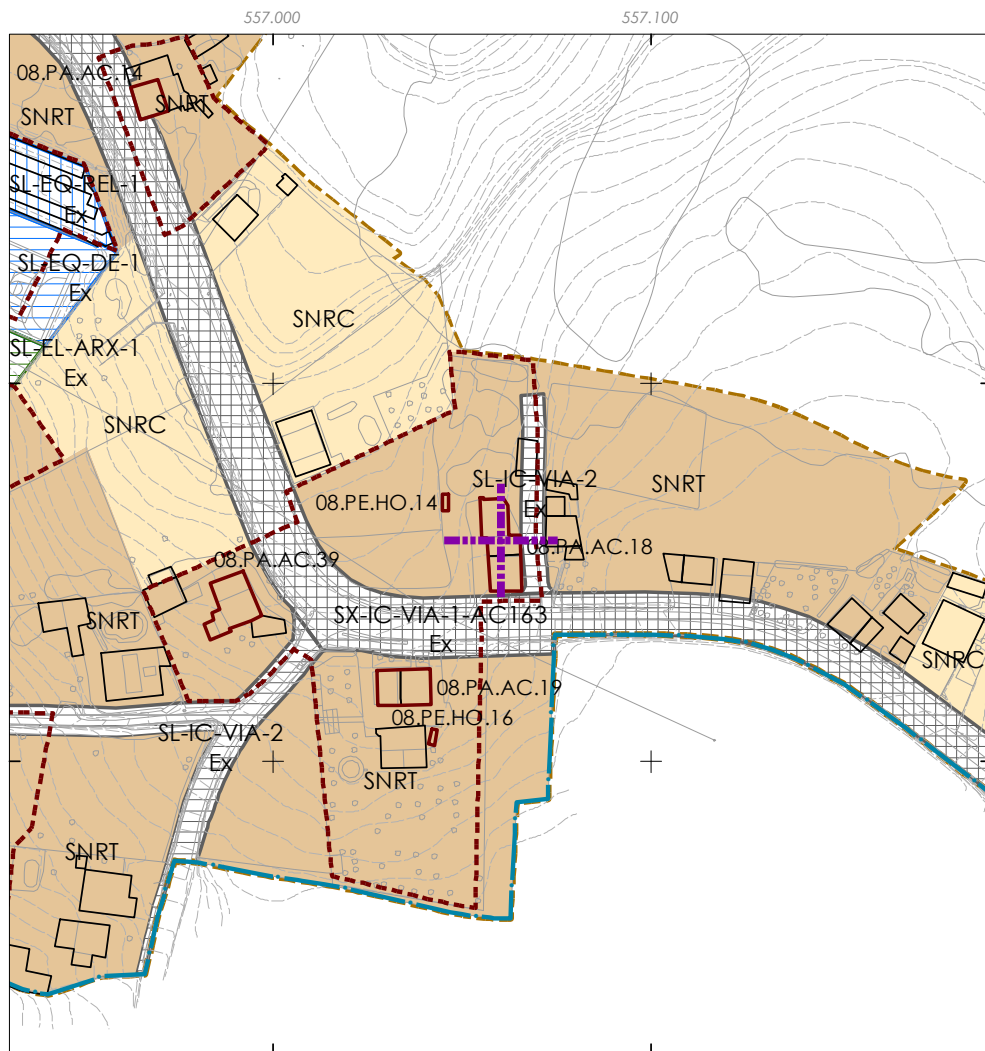 557.000
557.100
08.PA.AC.14
SNRT
SNRT
SL-EQ-REL-1
Ex
SL-EQ-DE-1
Ex
SNRC
SL-EL-ARX-1
Ex
SNRC
SL-IC-VIA-2
Ex
SNRT
08.PE.HO.14
08.PA.AC.18
08.PA.AC.39
SNRT
SX-IC-VIA-1-AC163
Ex
SNRC
08.PA.AC.19
08.PE.HO.16
SL-IC-VIA-2
Ex
SNRT
SNRT